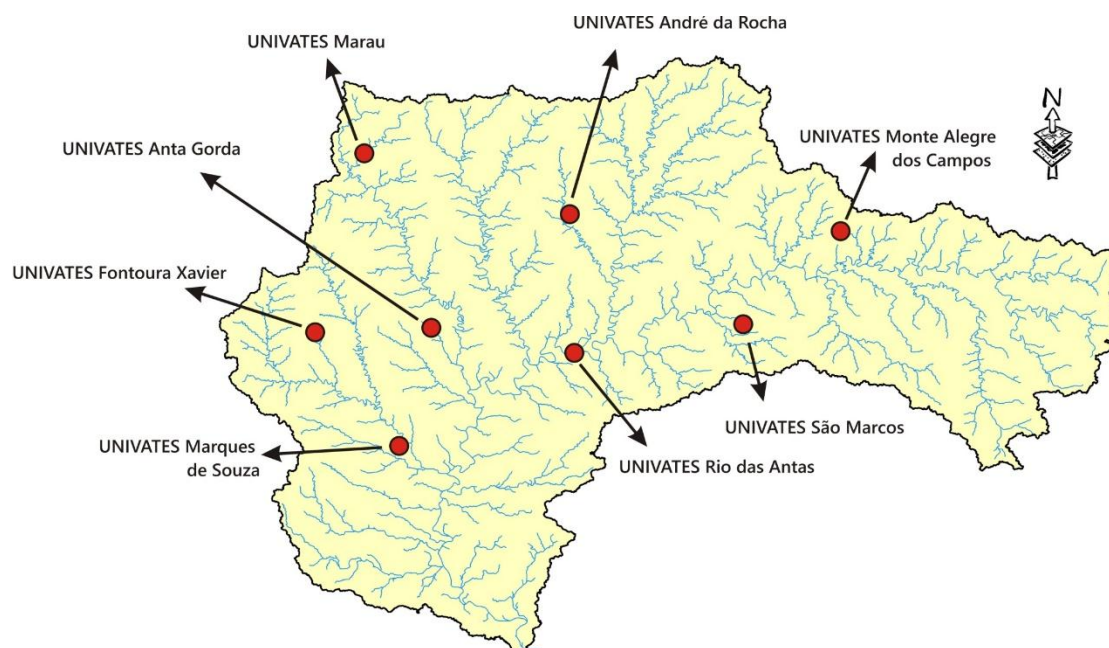 UNIVATES André da Rocha
UNIVATES Marau
N
UNIVATES Monte Alegre
dos Campos
UNIVATES Anta Gorda
UNIVATES Fontoura Xavier
UNIVATES São Marcos
UNIVATES Marques
de Souza
UNIVATES Rio das Antas